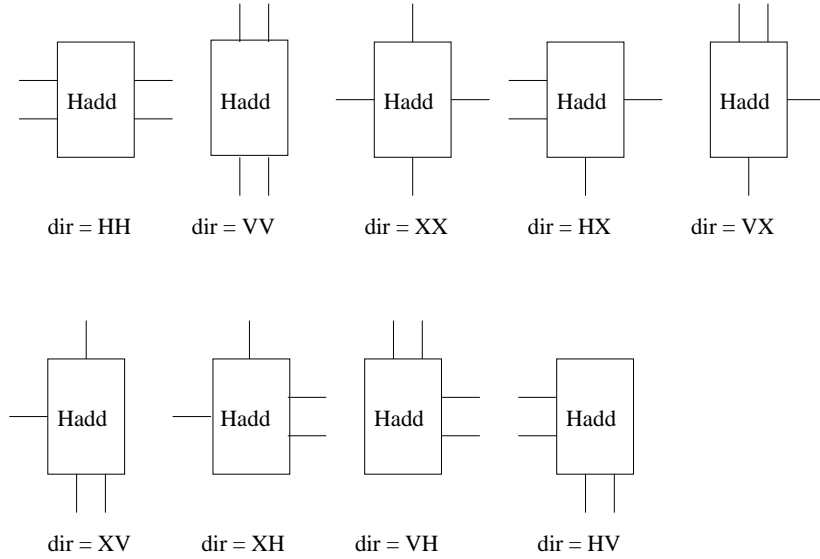 Hadd Hadd Hadd Hadd Hadd
dir = HH dir = VV dir = XX dir = HX dir = VX
Hadd Hadd Hadd Hadd
dir = XV dir = XH dir = VH dir = HV